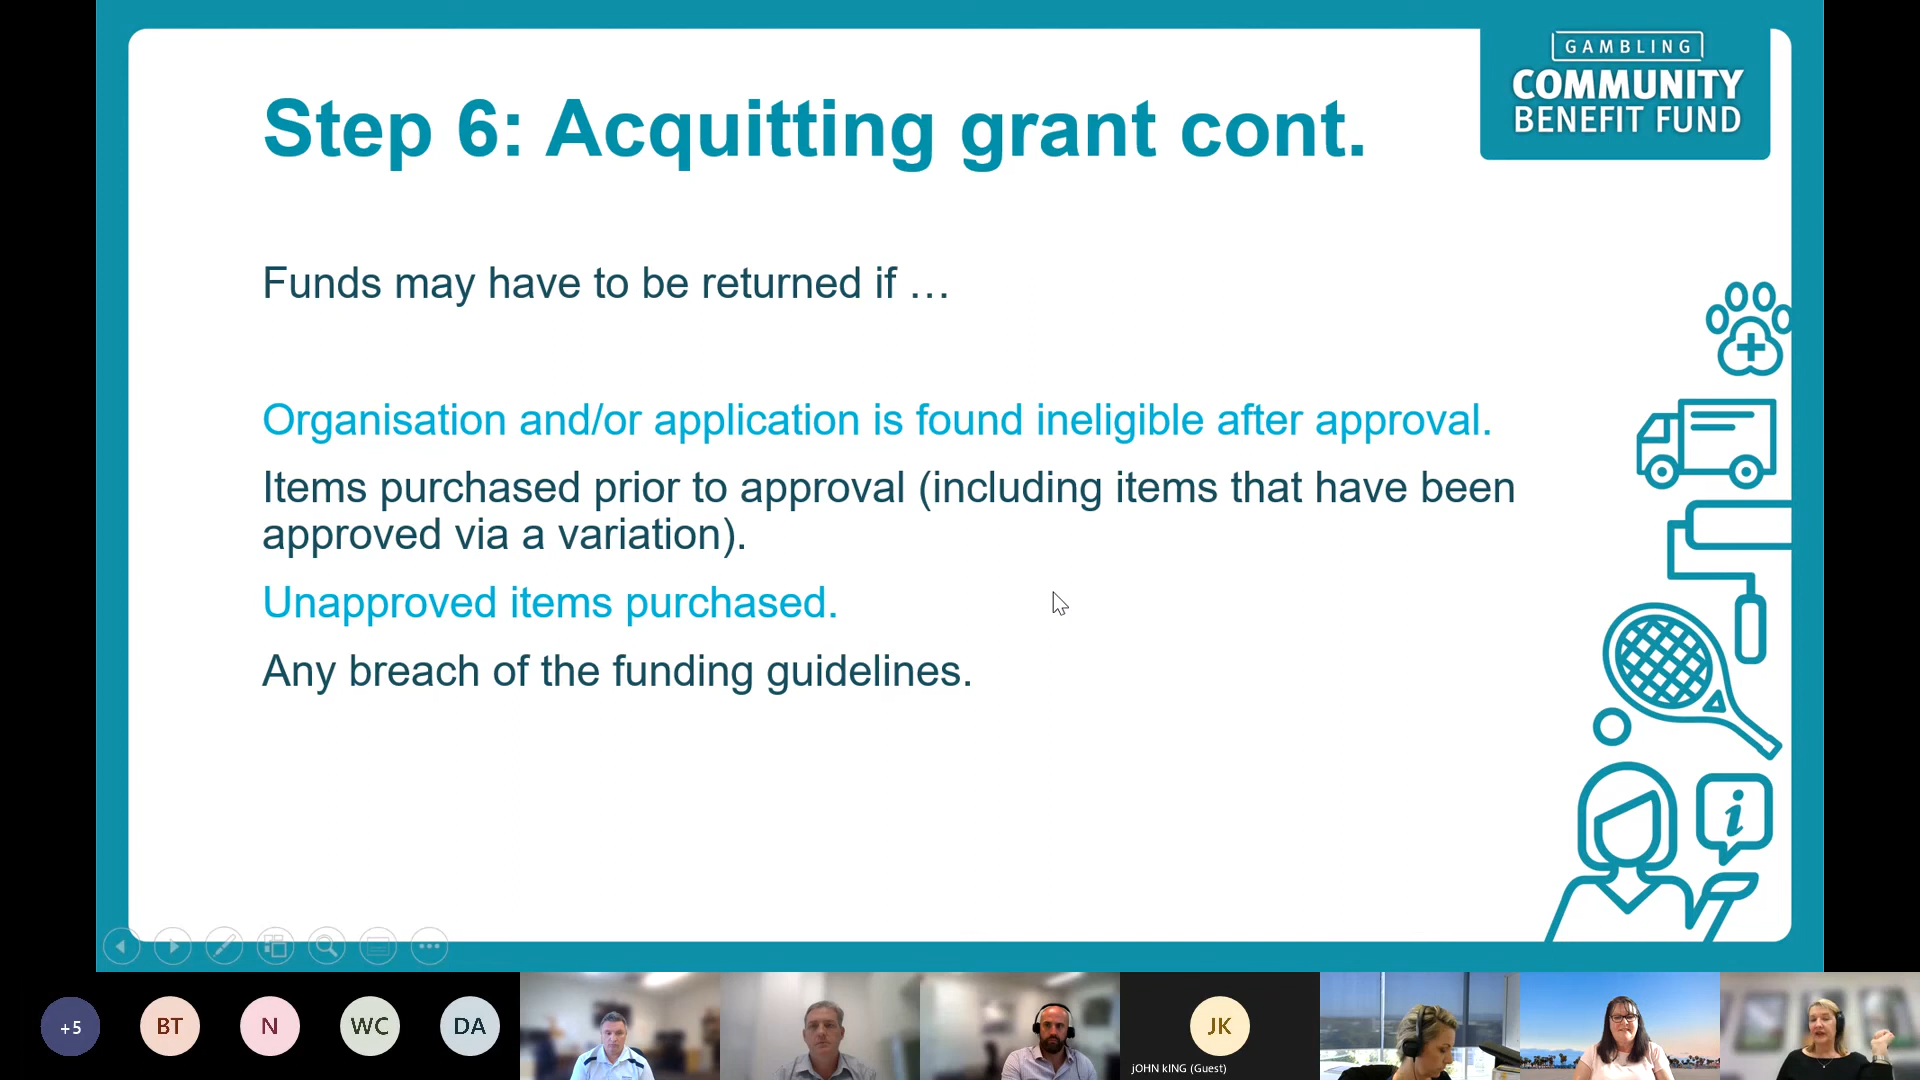 GAMBLING
COMMUNITY
BENEFIT FUND
Step 6: Acquitting grant cont.
Funds may have to be returned if …
Organisation and/or application is found ineligible after approval.
Items purchased prior to approval (including items that have been
approved via a variation).
Unapproved items purchased.
Any breach of the funding guidelines.
i
+5
BT
N
WC
DA
JK
jOHN kING (Guest)